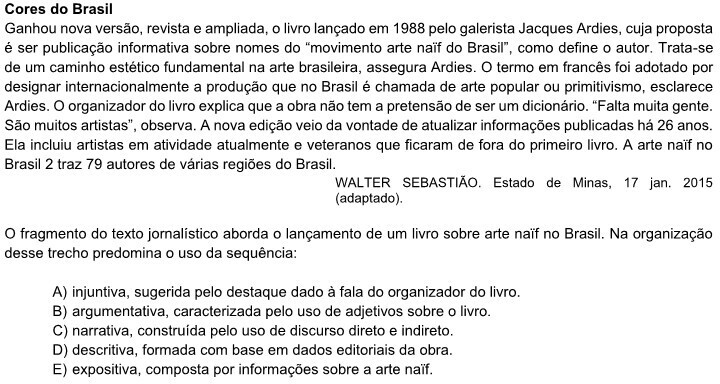 Cores do Brasil
Ganhou nova versão, revista e ampliada, o livro lançado em 1988 pelo galerista Jacques Ardies, cuja proposta
é ser publicação informativa sobre nomes do “movimento arte naïf do Brasil”, como define o autor. Trata-se
de um caminho estético fundamental na arte brasileira, assegura Ardies. O termo em francês foi adotado por
designar internacionalmente a produção que no Brasil é chamada de arte popular ou primitivismo, esclarece
Ardies. O organizador do livro explica que a obra não tem a pretensão de ser um dicionário. “Falta muita gente.
São muitos artistas”, observa. A nova edição veio da vontade de atualizar informações publicadas há 26 anos.
Ela incluiu artistas em atividade atualmente e veteranos que ficaram de fora do primeiro livro. A arte naïf no
Brasil 2 traz 79 autores de várias regiões do Brasil.
WALTER SEBASTIÃO. Estado de Minas, 17 jan. 2015
(adaptado).
O fragmento do texto jornalístico aborda o lançamento de um livro sobre arte naïf no Brasil. Na organização
desse trecho predomina o uso da sequência:
A) injuntiva, sugerida pelo destaque dado à fala do organizador do livro.
B) argumentativa, caracterizada pelo uso de adjetivos sobre o livro.
C) narrativa, construída pelo uso de discurso direto e indireto.
D) descritiva, formada com base em dados editoriais da obra.
E) expositiva, composta por informações sobre a arte naïf.